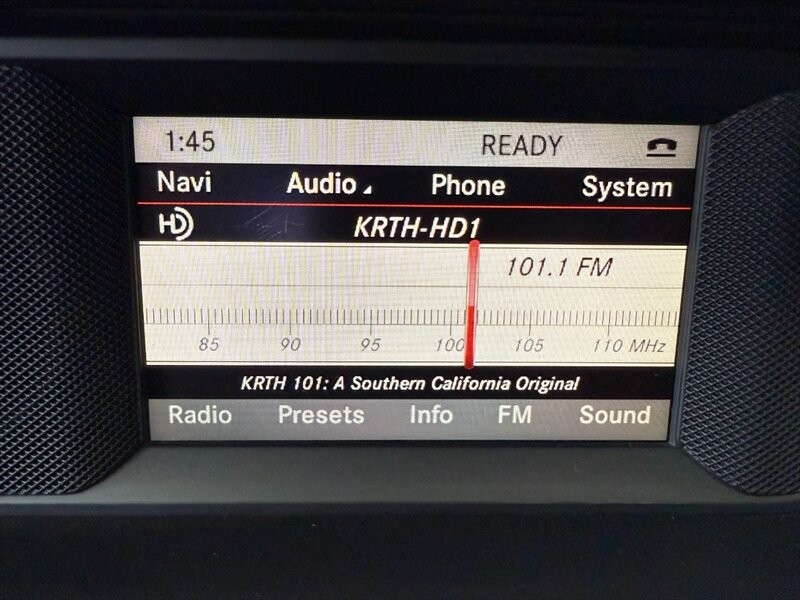 1:45 READY
Navi Audio Phone System
HD KRTH-HD1
101.1 FM
85 90 95 100 105 110 MHz
KRTH 101: A Southern California Original
Radio Presets Info FM Sound